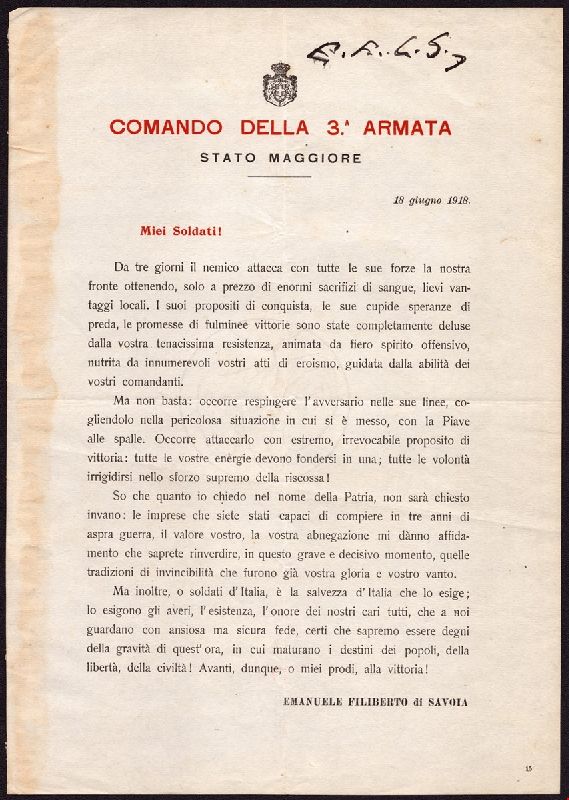 COMANDO DELLA 3.ª ARMATA
STATO MAGGIORE
18 giugno 1918.
Miei Soldati!
Da tre giorni il nemico attacca con tutte le sue forze la nostra
fronte ottenendo, solo a prezzo di enormi sacrifizi di sangue, lievi van-
taggi locali. I suoi propositi di conquista, le sue cupide speranze di
preda, le promesse di fulminee vittorie sono state completamente deluse
dalla vostra tenacissima resistenza, animata da fiero spirito offensivo,
nutrita da innumerevoli vostri atti di eroismo, guidata dalla abilità dei
vostri comandanti.
Ma non basta: occorre respingere l'avversario nelle sue linee, co-
gliendolo nella pericolosa situazione in cui si è messo, con la Piave
alle spalle. Occorre attaccarlo con estremo, irrevocabile proposito di
vittoria: tutte le vostre energie devono fondersi in una; tutte le volontà
irrigidirsi nello sforzo supremo della riscossa!
So che quanto io chiedo nel nome della Patria, non sarà chiesto
invano: le imprese che siete stati capaci di compiere in tre anni di
aspra guerra, il valore vostro, la vostra abnegazione mi dànno affida-
mento che saprete rinverdire, in questo grave e decisivo momento, quelle
tradizioni di invincibilità che furono già vostra gloria e vostro vanto.
Ma inoltre, o soldati d'Italia, è la salvezza d'Italia che lo esige;
lo esigono gli averi, l'esistenza, l'onore dei nostri cari tutti, che a noi
guardano con ansiosa ma sicura fede, certi che sapremo essere degni
della gravità di quest'ora, in cui maturano i destini dei popoli, della
libertà, della civiltà! Avanti, dunque, o miei prodi, alla vittoria!
EMANUELE FILIBERTO di SAVOIA
15